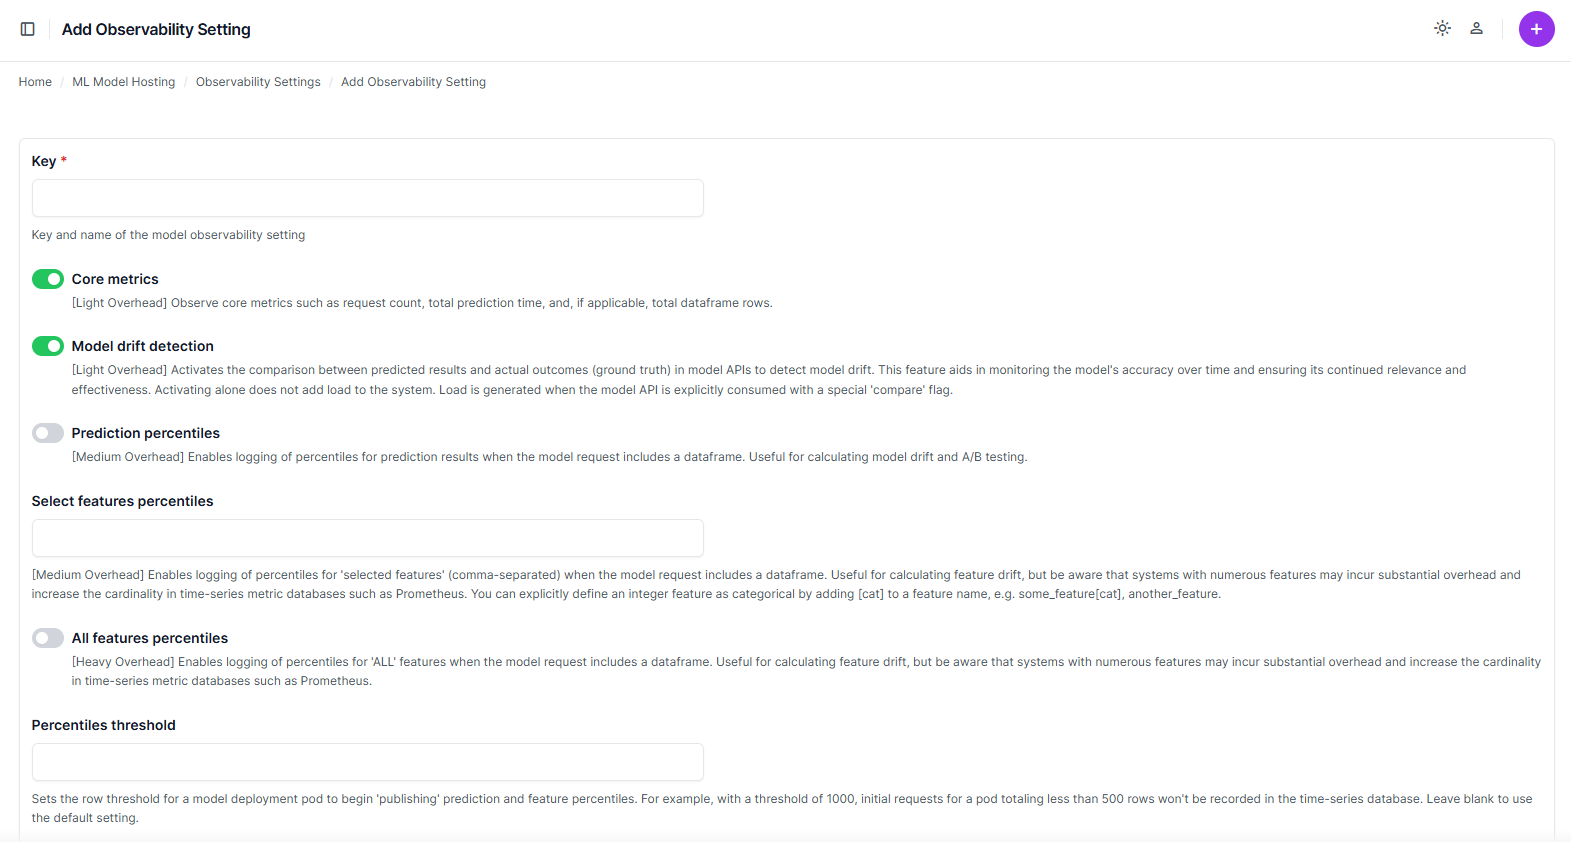 Add Observability Setting
Home / ML Model Hosting / Observability Settings / Add Observability Setting
Key *
Key and name of the model observability setting
Core metrics
[Light Overhead] Observe core metrics such as request count, total prediction time, and, if applicable, total dataframe rows.
Model drift detection
[Light Overhead] Activates the comparison between predicted results and actual outcomes (ground truth) in model APIs to detect model drift. This feature aids in monitoring the model's accuracy over time and ensuring its continued relevance and
effectiveness. Activating alone does not add load to the system. Load is generated when the model API is explicitly consumed with a special 'compare' flag.
Prediction percentiles
[Medium Overhead] Enables logging of percentiles for prediction results when the model request includes a dataframe. Useful for calculating model drift and A/B testing.
Select features percentiles
[Medium Overhead] Enables logging of percentiles for 'selected features' (comma-separated) when the model request includes a dataframe. Useful for calculating feature drift, but be aware that systems with numerous features may incur substantial overhead and
increase the cardinality in time-series metric databases such as Prometheus. You can explicitly define an integer feature as categorical by adding [cat] to a feature name, e.g. some_feature[cat], another_feature.
All features percentiles
[Heavy Overhead] Enables logging of percentiles for 'ALL' features when the model request includes a dataframe. Useful for calculating feature drift, but be aware that systems with numerous features may incur substantial overhead and increase the cardinality
in time-series metric databases such as Prometheus.
Percentiles threshold
Sets the row threshold for a model deployment pod to begin 'publishing' prediction and feature percentiles. For example, with a threshold of 1000, initial requests for a pod totaling less than 500 rows won't be recorded in the time-series database. Leave blank to use
the default setting.